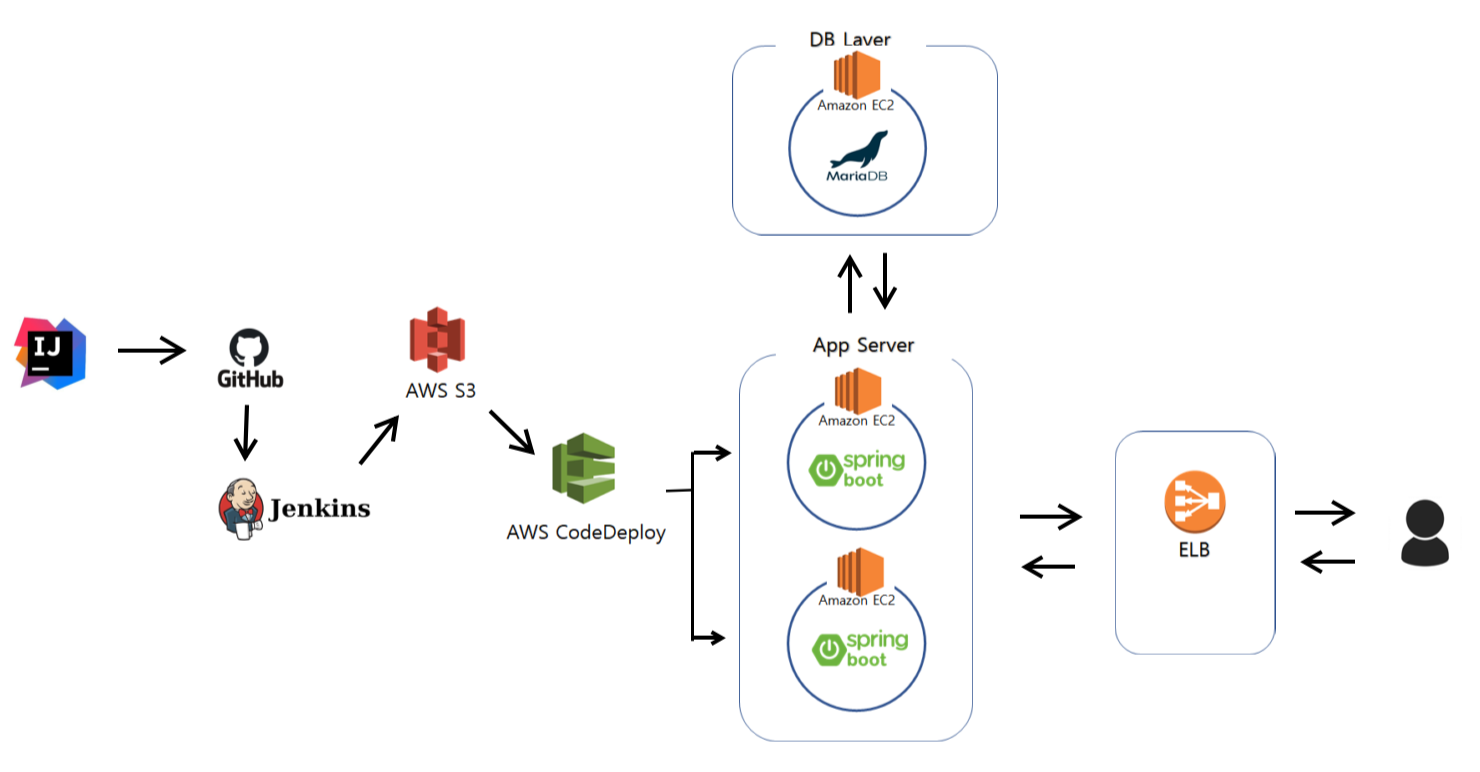 DB Layer
Amazon EC2
MariaDB
IJ
GitHub
Jenkins
AWS S3
AWS CodeDeploy
App Server
Amazon EC2
spring
boot
Amazon EC2
spring
boot
ELB